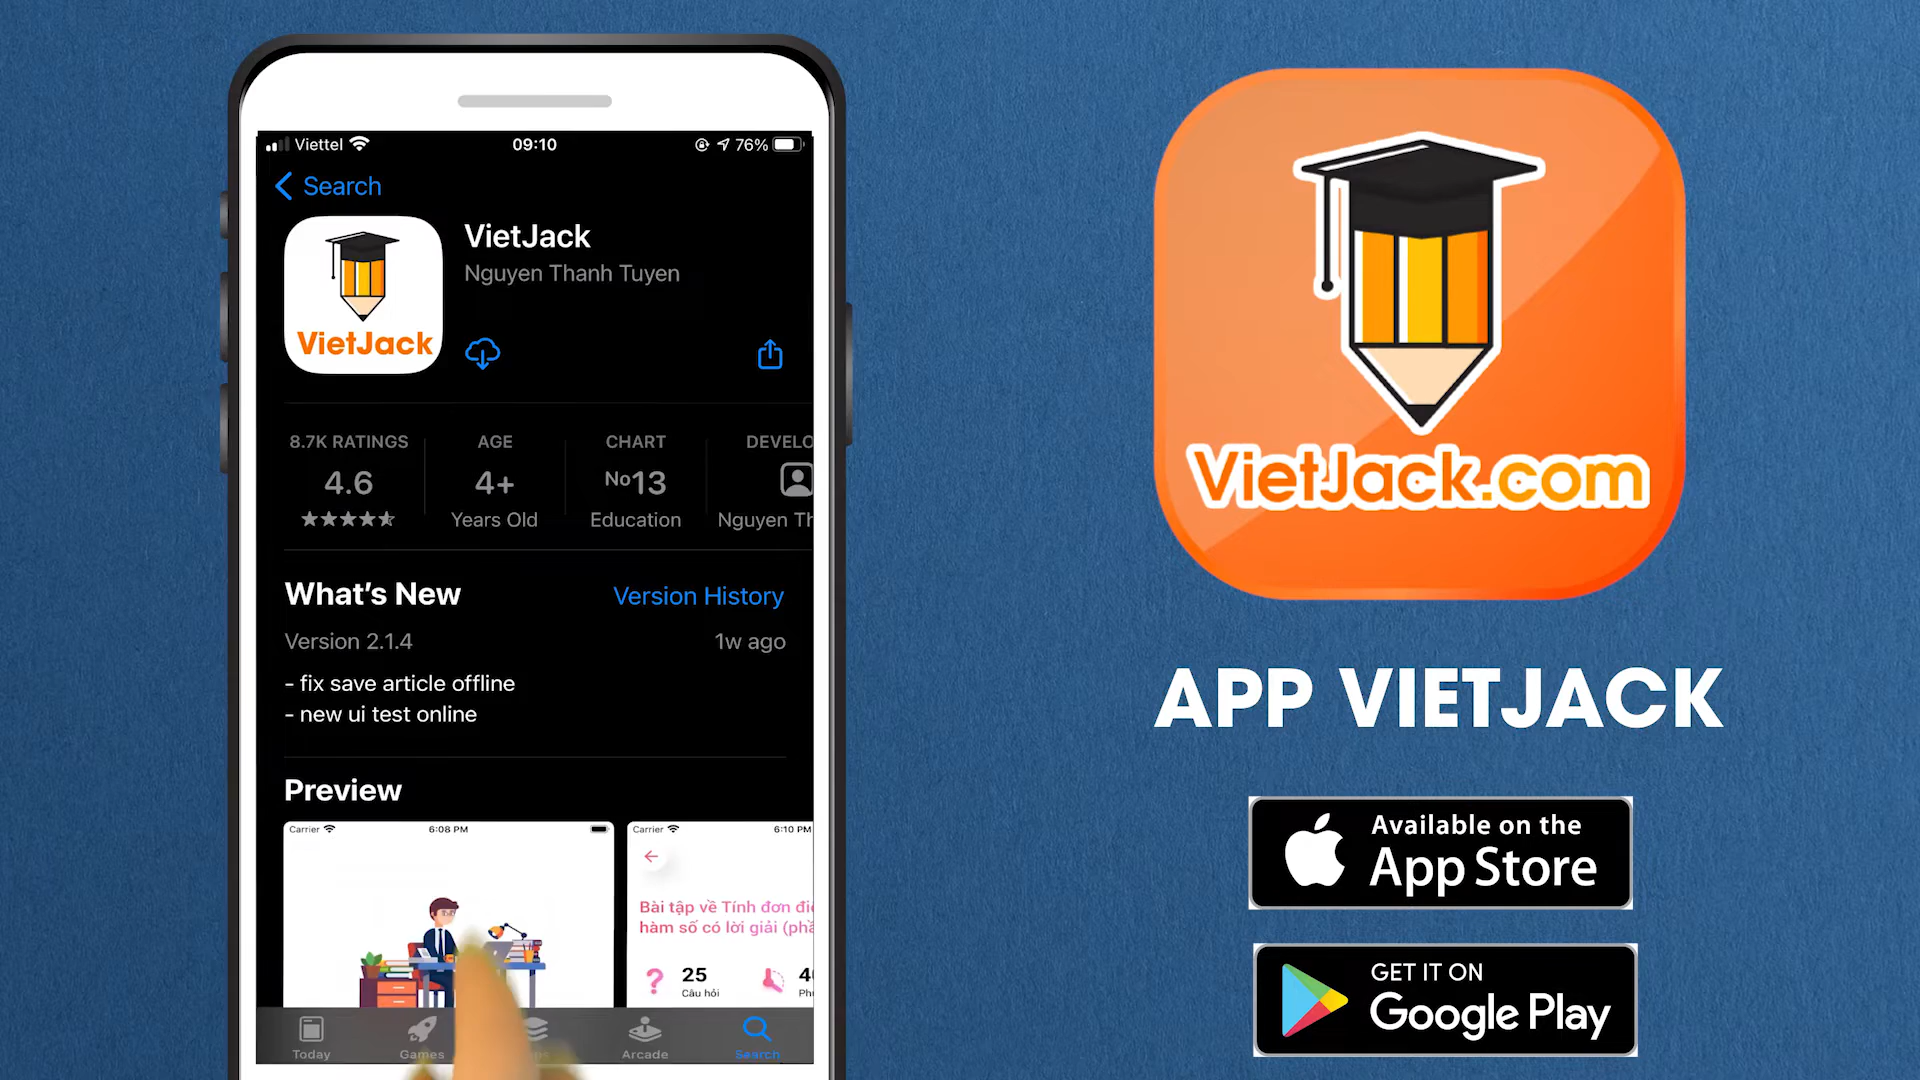 Viettel
09:10
76%
Search
VietJack
Nguyen Thanh Tuyen
VietJack
8.7K RATINGS
4.6
AGE
4+
Years Old
CHART
No13
Education
DEVELO
Nguyen Th
What's New
Version History
Version 2.1.4
1w ago
- fix save article offline
- new ui test online
Preview
Carrier
6:08 PM
Carrier
6:10 PM
Bài tập về Tính đơn điệ
hàm số có lời giải (phầ
25
Câu hỏi
Today
Games
Arcade
Search
VietJack.com
APP VIETJACK
Available on the
App Store
GET IT ON
Google Play